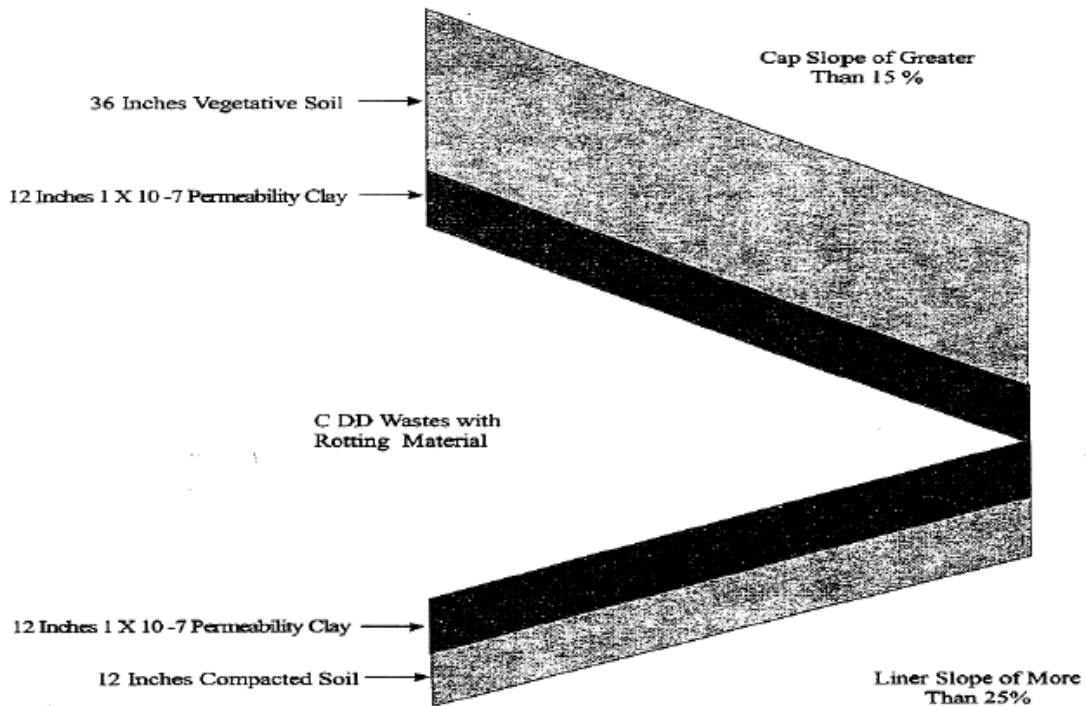 Cap Slope of Greater
Than 15 %
36 Inches Vegetative Soil
12 Inches 1 X 10 -7 Permeability Clay
C DD Wastes with
Rotting Material
12 Inches 1 X 10 -7 Permeability Clay
12 Inches Compacted Soil
Liner Slope of More
Than 25%